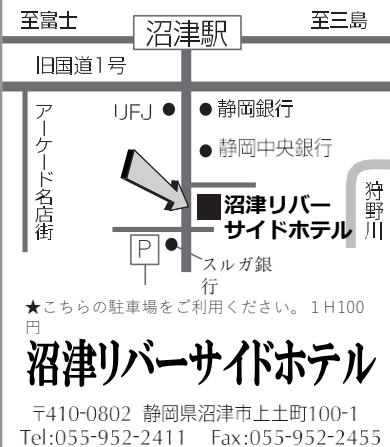 至富士 沼津駅 至三島
旧国道1号
UFJ 静岡銀行
静岡中央銀行
アーケード名店街
狩野川
沼津リバー
サイドホテル
P
スルガ銀
行
★こちらの駐車場をご利用ください。1H100
円
沼津リバーサイドホテル
〒410-0802 静岡県沼津市上土町100-1
Tel:055-952-2411 Fax:055-952-2455